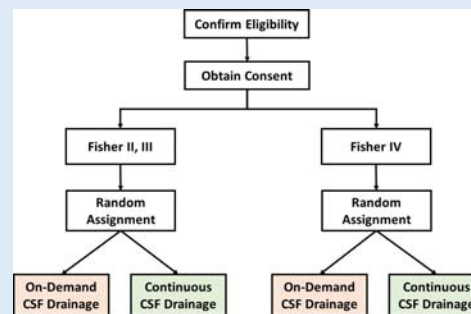 Confirm Eligibility
Obtain Consent
Fisher II, III
Fisher IV
Random
Assignment
Random
Assignment
On-Demand
CSF Drainage
Continuous
CSF Drainage
On-Demand
CSF Drainage
Continuous
CSF Drainage